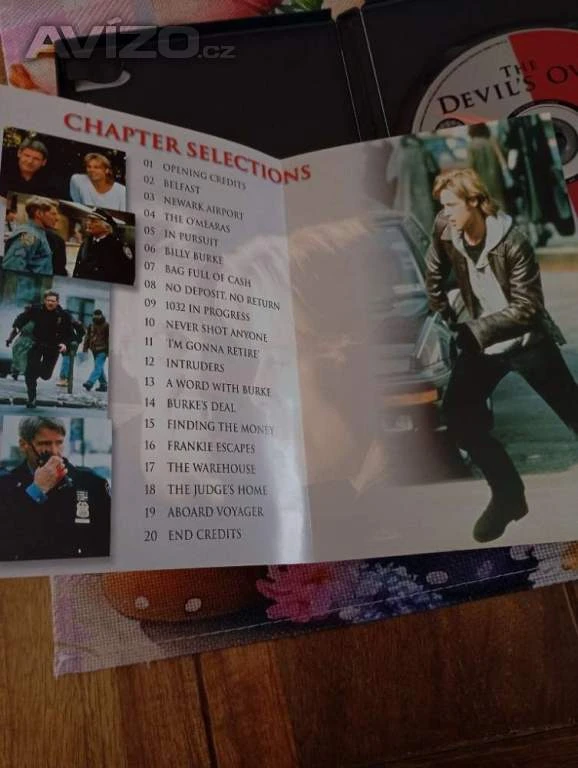 AVÍZO.cz
THE
DEVIL'S OW
CHAPTER SELECTIONS
01 OPENING CREDITS
02 BELFAST
03 NEWARK AIRPORT
04 THE O'MEARAS
05 IN PURSUIT
06 BILLY BURKE
07 BAG FULL OF CASH
08 NO DEPOSIT, NO RETURN
09 1032 IN PROGRESS
10 NEVER SHOT ANYONE
11 'I'M GONNA RETIRE'
12 INTRUDERS
13 A WORD WITH BURKE
14 BURKE'S DEAL
15 FINDING THE MONEY
16 FRANKIE ESCAPES
17 THE WAREHOUSE
18 THE JUDGE'S HOME
19 ABOARD VOYAGER
20 END CREDITS